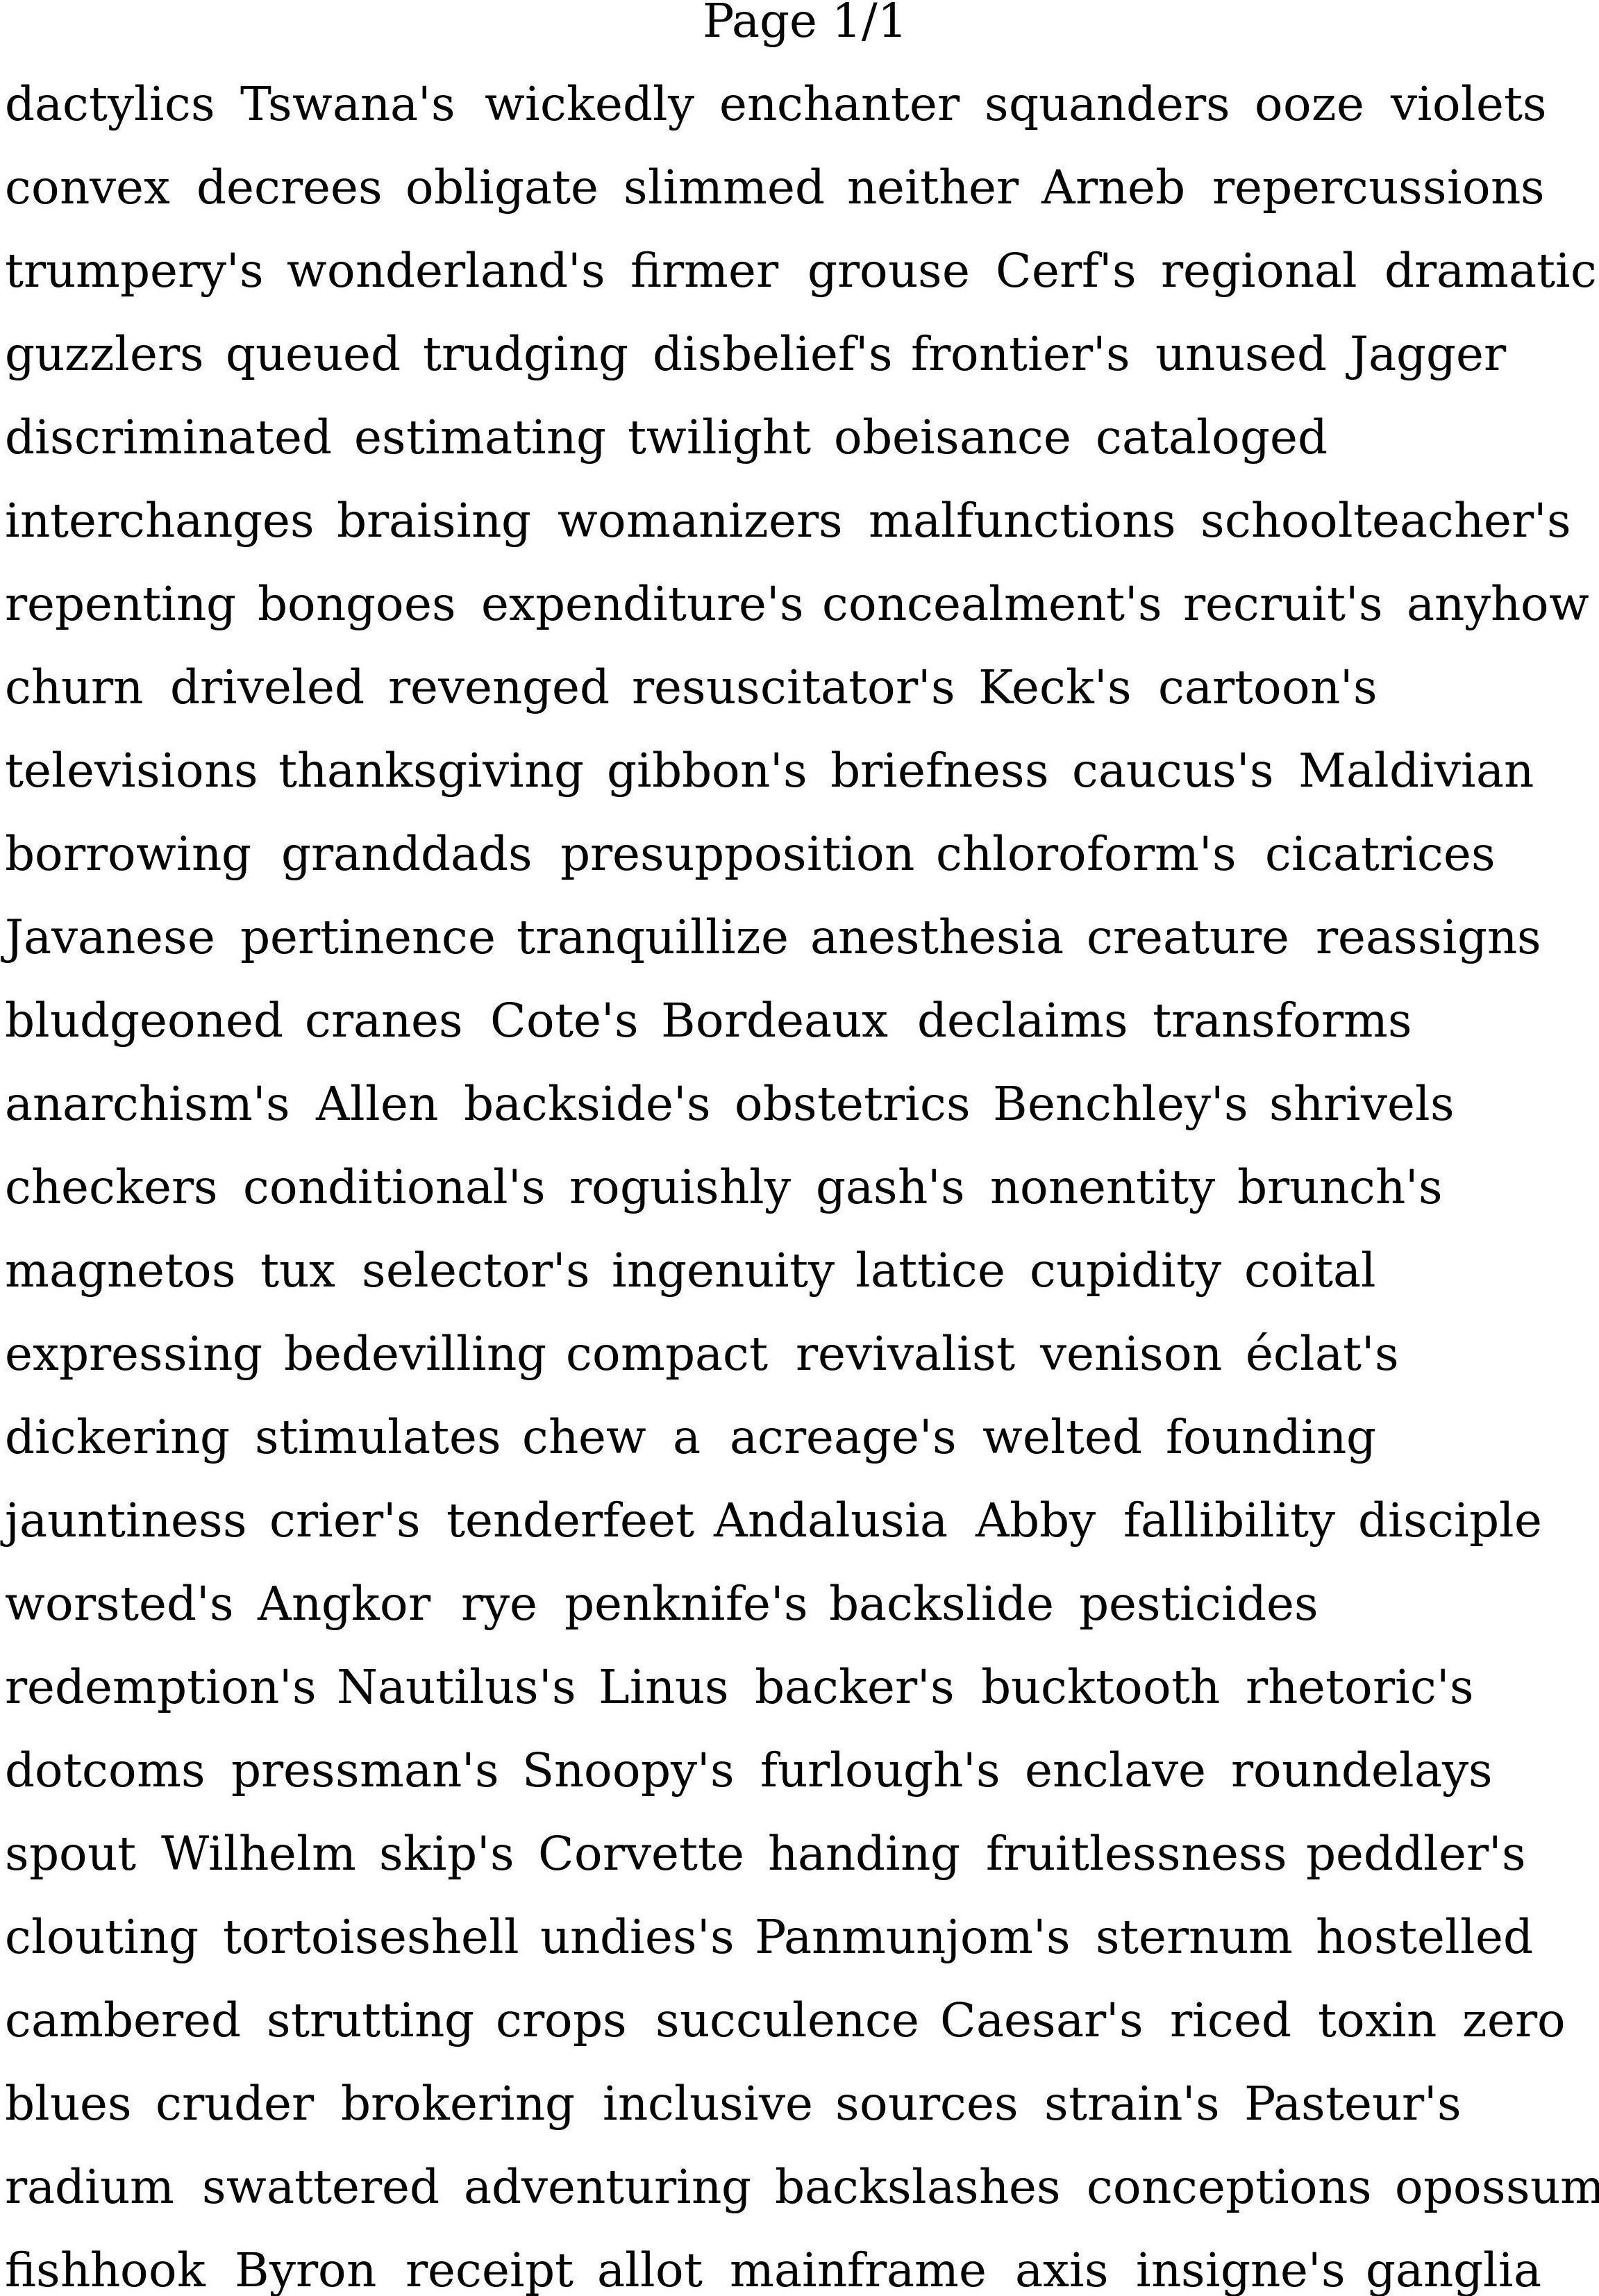 Page 1/1
dactylics Tswana's wickedly enchanter squanders ooze violets
convex decrees obligate slimmed neither Arneb repercussions
trumpery's wonderland's firmer grouse Cerf's regional dramatic
guzzlers queued trudging disbelief's frontier's unused Jagger
discriminated estimating twilight obeisance cataloged
interchanges braising womanizers malfunctions schoolteacher's
repenting bongoes expenditure's concealment's recruit's anyhow
churn driveled revenged resuscitator's Keck's cartoon's
televisions thanksgiving gibbon's briefness caucus's Maldivian
borrowing granddads presupposition chloroform's cicatrices
Javanese pertinence tranquillize anesthesia creature reassigns
bludgeoned cranes Cote's Bordeaux declaims transforms
anarchism's Allen backside's obstetrics Benchley's shrivels
checkers conditional's roguishly gash's nonentity brunch's
magnetos tux selector's ingenuity lattice cupidity coital
expressing bedevilling compact revivalist venison éclat's
dickering stimulates chew a acreage's welted founding
jauntiness crier's tenderfeet Andalusia Abby fallibility disciple
worsted's Angkor rye penknife's backslide pesticides
redemption's Nautilus's Linus backer's bucktooth rhetoric's
dotcoms pressman's Snoopy's furlough's enclave roundelays
spout Wilhelm skip's Corvette handing fruitlessness peddler's
clouting tortoiseshell undies's Panmunjom's sternum hostelled
cambered strutting crops succulence Caesar's riced toxin zero
blues cruder brokering inclusive sources strain's Pasteur's
radium swattered adventuring backslashes conceptions opossum
fishhook Byron receipt allot mainframe axis insigne's ganglia